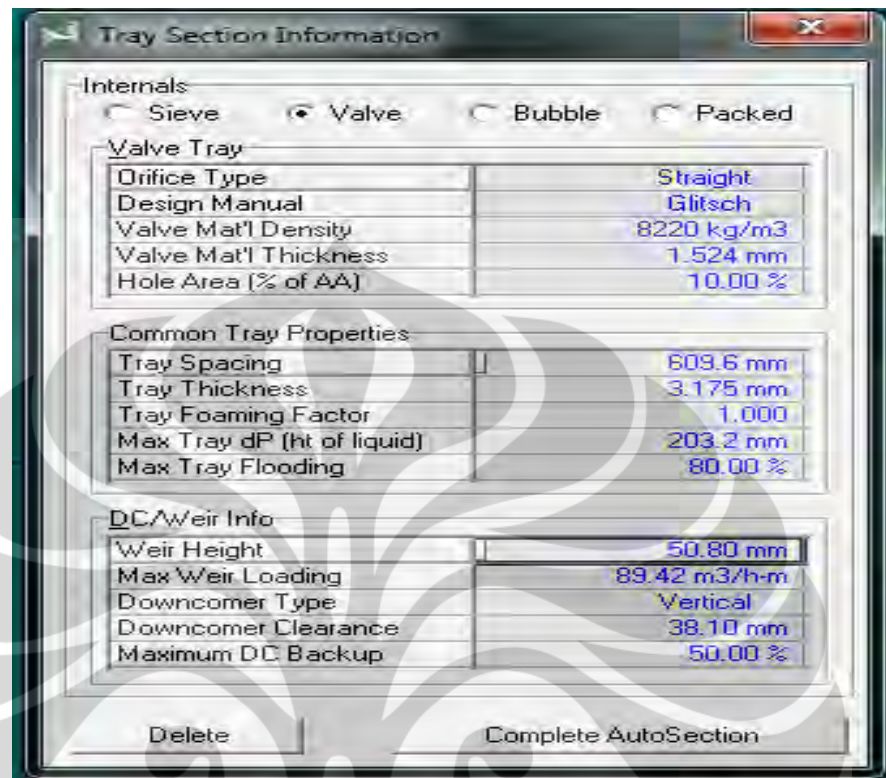 Tray Section Information
Internals
Sieve Valve Bubble Packed
Valve Tray
Orifice Type Straight
Design Manual Glitsch
Valve Mat'l Density 8220 kg/m3
Valve Mat'l Thickness 1.524 mm
Hole Area (% of AA) 10.00 %
Common Tray Properties
Tray Spacing 609.6 mm
Tray Thickness 3.175 mm
Tray Foaming Factor 1.000
Max Tray dP (ht of liquid) 203.2 mm
Max Tray Flooding 80.00 %
DC/Weir Info
Weir Height 50.80 mm
Max Weir Loading 89.42 m3/h-m
Downcomer Type Vertical
Downcomer Clearance 38.10 mm
Maximum DC Backup 50.00 %
Delete Complete AutoSection